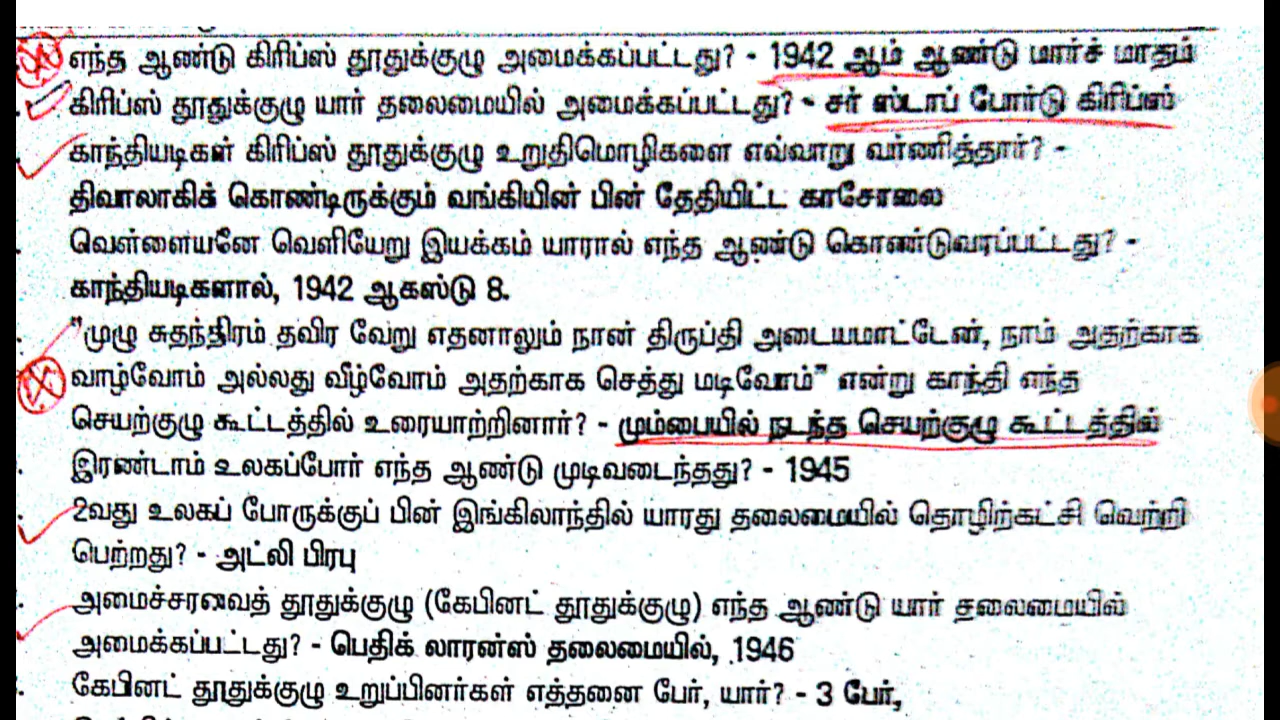 எந்த ஆண்டு கிரிப்ஸ் தூதுக்குழு அமைக்கப்பட்டது? - 1942 ஆம் ஆண்டு மார்ச் மாதம்
கிரிப்ஸ் தூதுக்குழு யார் தலைமையில் அமைக்கப்பட்டது? - சர் ஸ்டாப் போர்டு கிரிப்ஸ்
காந்தியடிகள் கிரிப்ஸ் தூதுக்குழு உறுதிமொழிகளை எவ்வாறு வர்ணித்தார்? -
திவாலாகிக் கொண்டிருக்கும் வங்கியின் பின் தேதியிட்ட காசோலை
வெள்ளையனே வெளியேறு இயக்கம் யாரால் எந்த ஆண்டு கொண்டுவரப்பட்டது? -
காந்தியடிகளால், 1942 ஆகஸ்டு 8.
"முழு சுதந்திரம் தவிர வேறு எதனாலும் நான் திருப்தி அடையமாட்டேன், நாம் அதற்காக
வாழ்வோம் அல்லது வீழ்வோம் அதற்காக செத்து மடிவோம்" என்று காந்தி எந்த
செயற்குழு கூட்டத்தில் உரையாற்றினார்? - மும்பையில் நடந்த செயற்குழு கூட்டத்தில்
இரண்டாம் உலகப்போர் எந்த ஆண்டு முடிவடைந்தது? - 1945
2வது உலகப் போருக்குப் பின் இங்கிலாந்தில் யாரது தலைமையில் தொழிற்கட்சி வெற்றி
பெற்றது? - அட்லி பிரபு
அமைச்சரவைத் தூதுக்குழு (கேபினட் தூதுக்குழு) எந்த ஆண்டு யார் தலைமையில்
அமைக்கப்பட்டது? - பெதிக் லாரன்ஸ் தலைமையில், 1946
கேபினட் தூதுக்குழு உறுப்பினர்கள் எத்தனை பேர், யார்? - 3 பேர்,